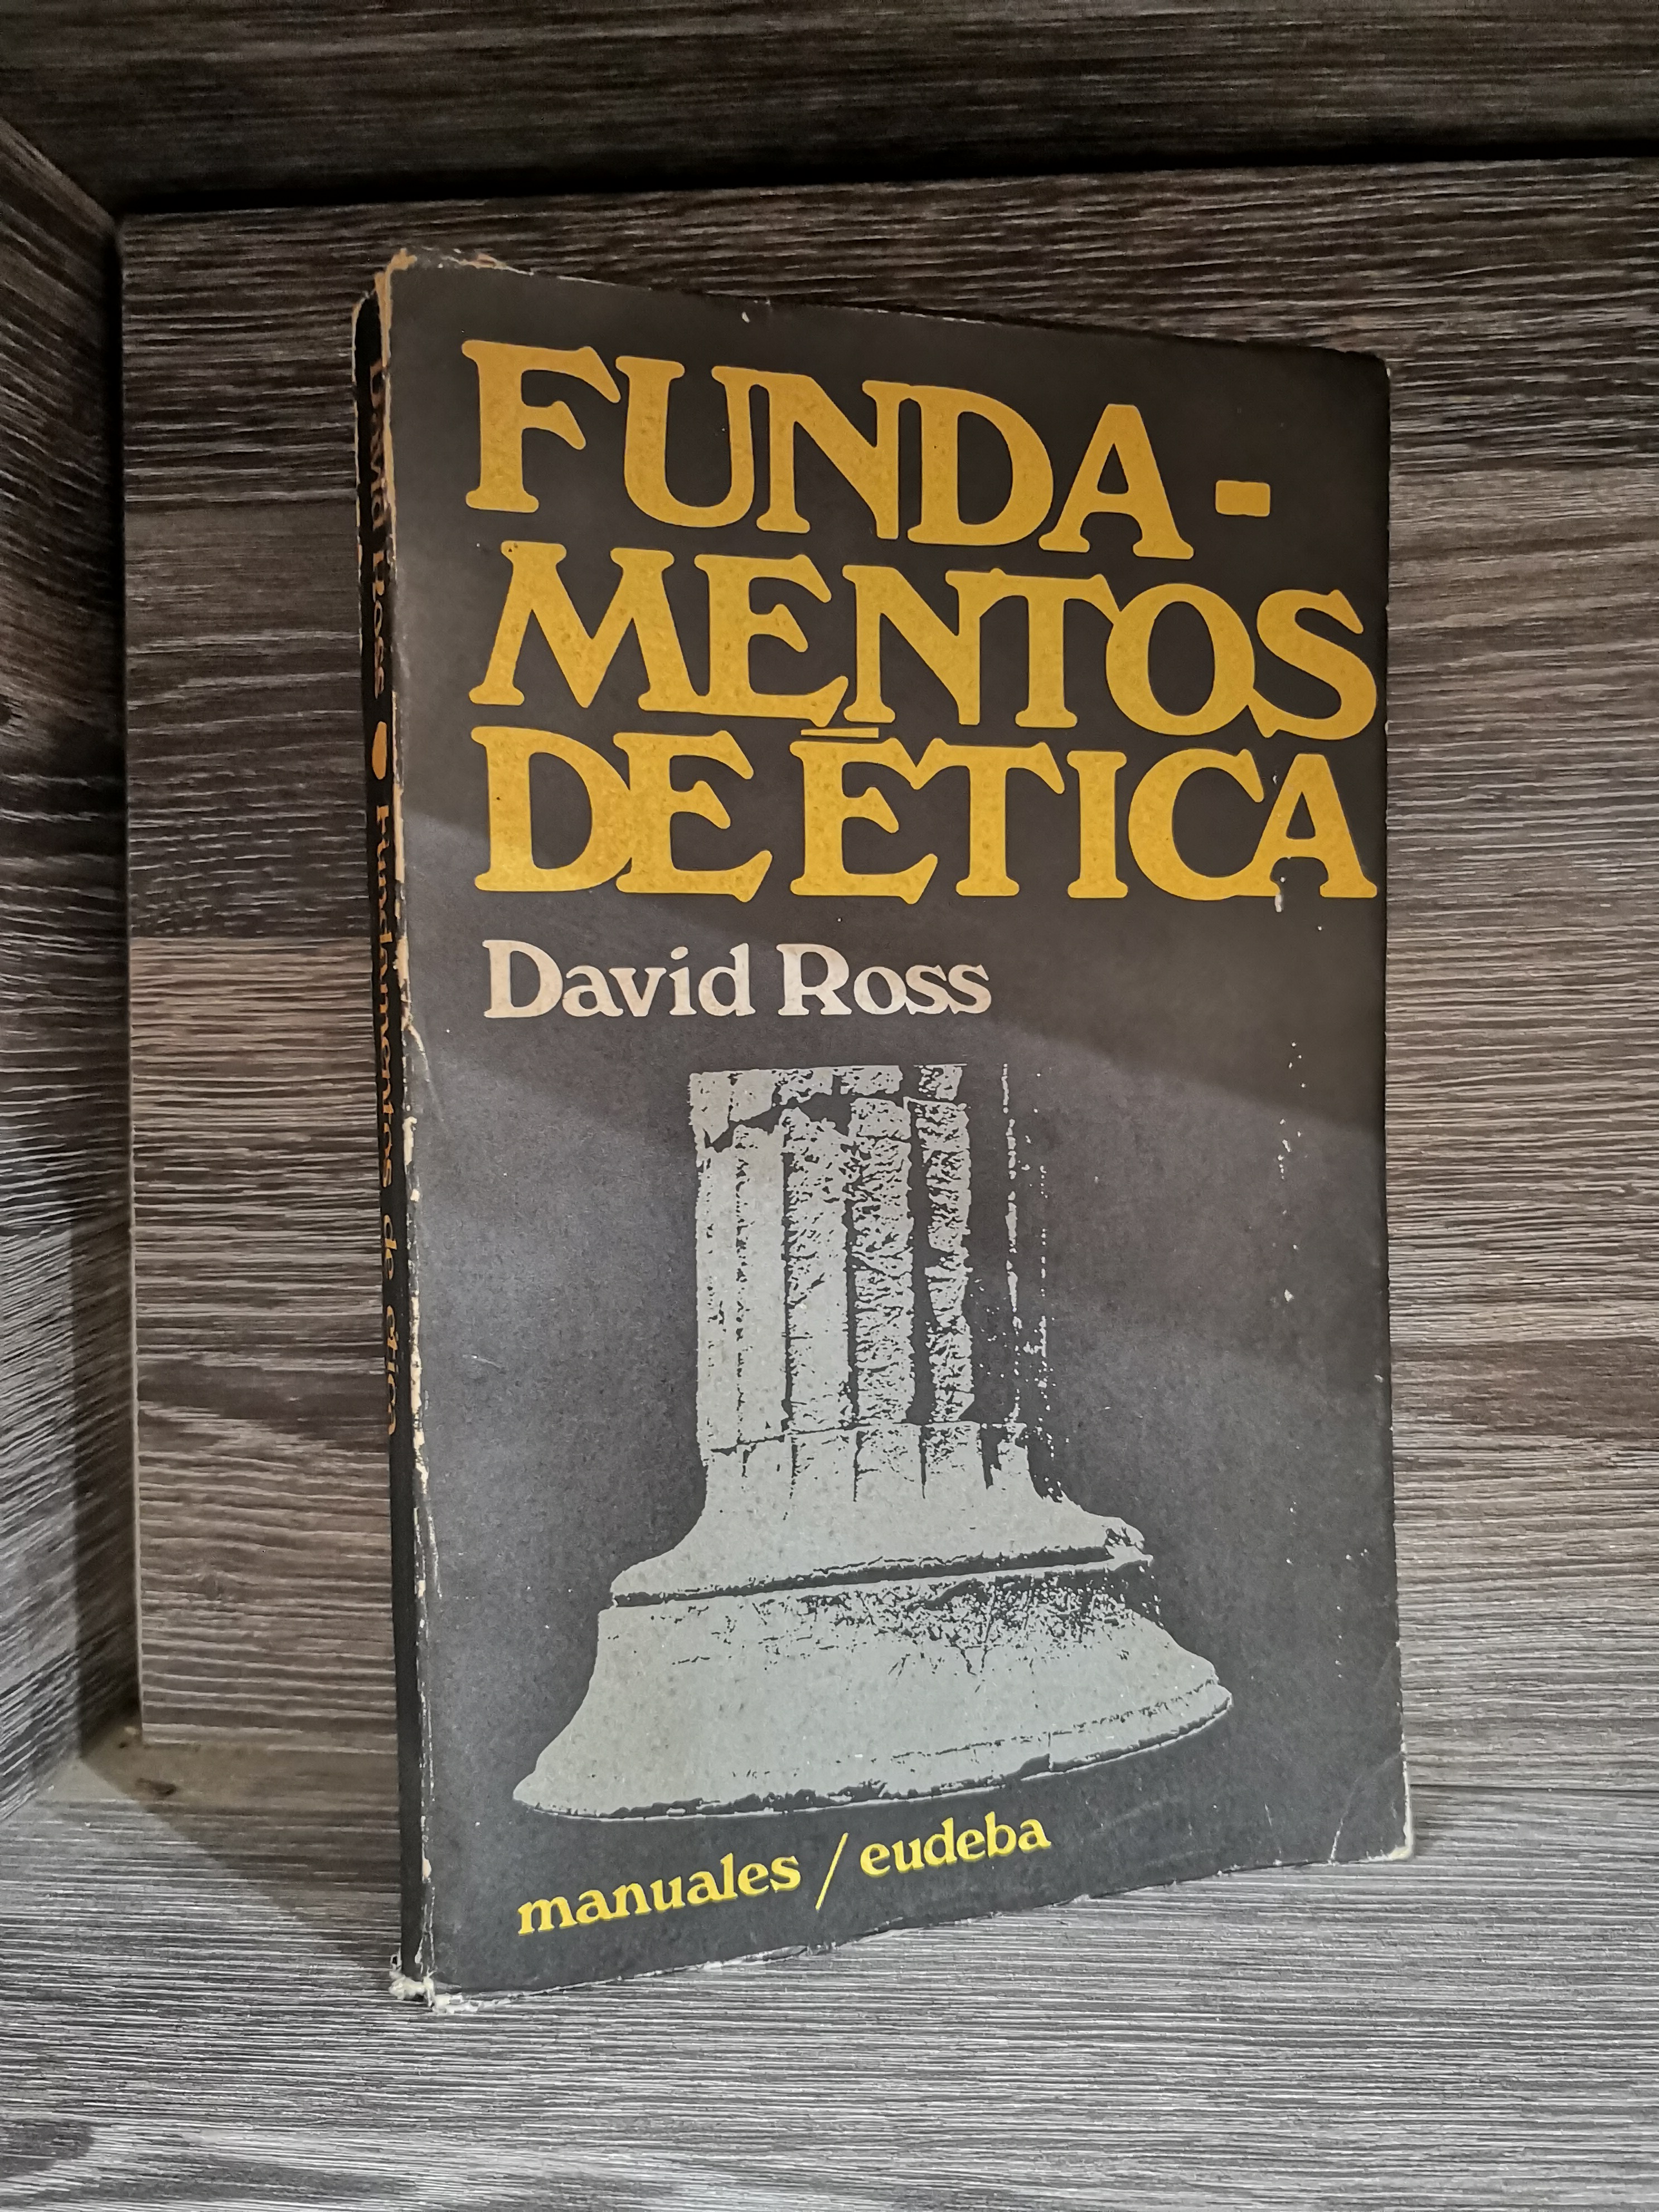 FUNDA-
MENTOS
DE ÉTICA
David Ross
manuales / eudeba
David Ross • Fundamentos de ética